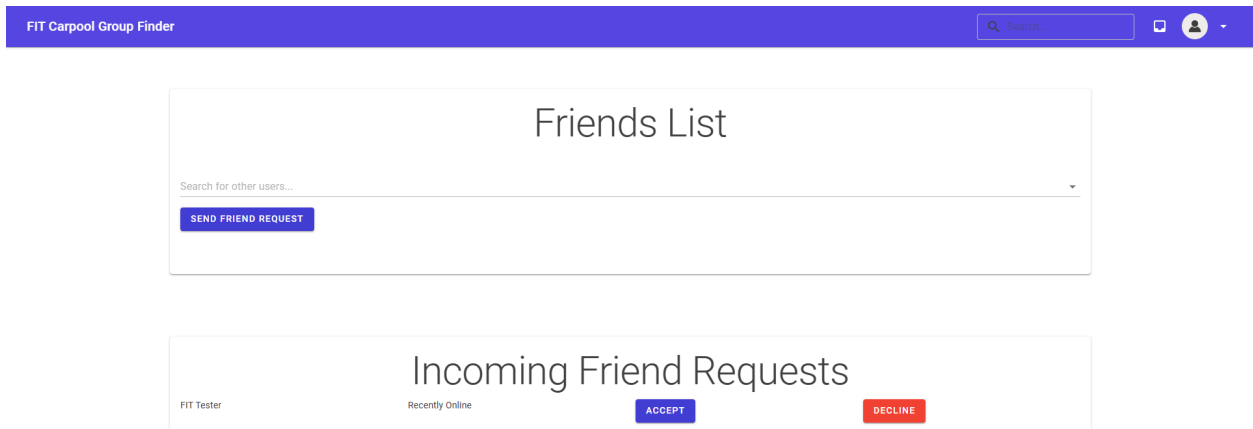 FIT Carpool Group Finder
Search
Friends List
Search for other users...
SEND FRIEND REQUEST
Incoming Friend Requests
FIT Tester Recently Online ACCEPT DECLINE